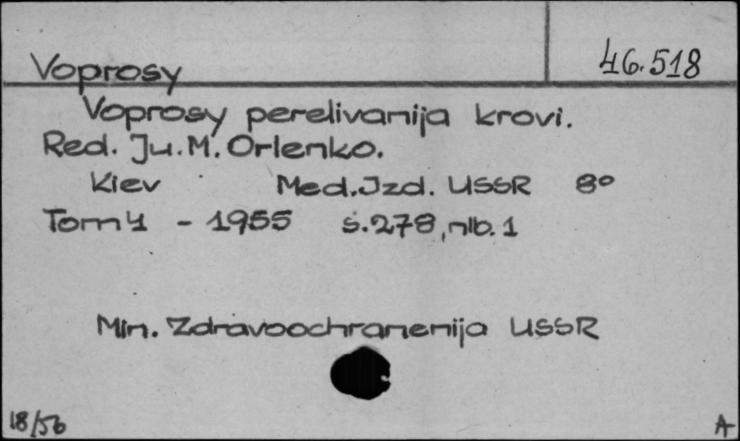 Voprosy 46.518
Voprosy perelivanija krovi.
Red. Ju. M. Orlenko.
Kiev Med. Izd. USSR 8°
Tom 4 - 1955 s. 278, nlb. 1
Min. Zdravoochranenija USSR
18/56 A